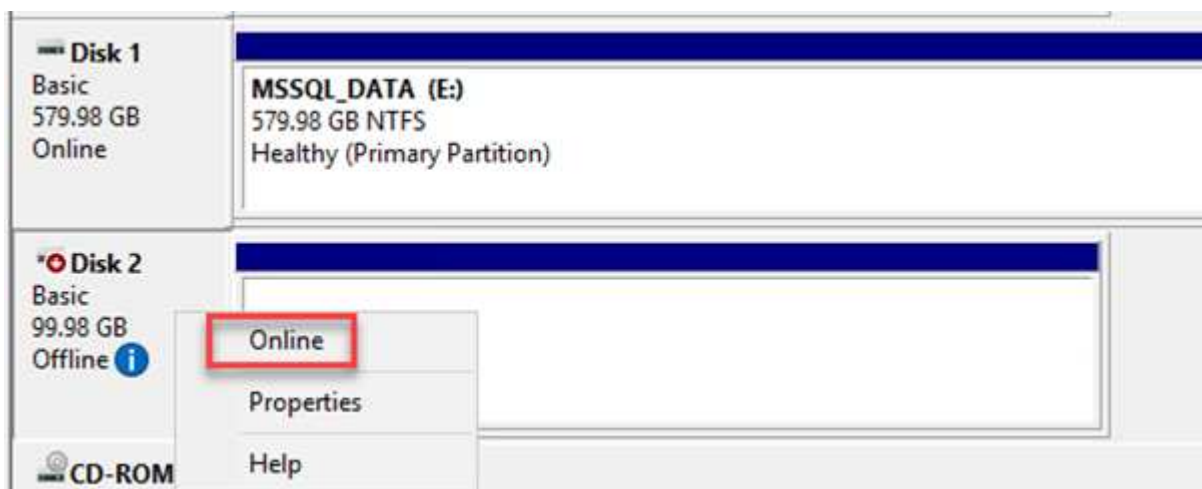 Disk 1
Basic
579.98 GB
Online
MSSQL_DATA (E:)
579.98 GB NTFS
Healthy (Primary Partition)
Disk 2
Basic
99.98 GB
Offline
Online
Properties
Help
CD-ROM